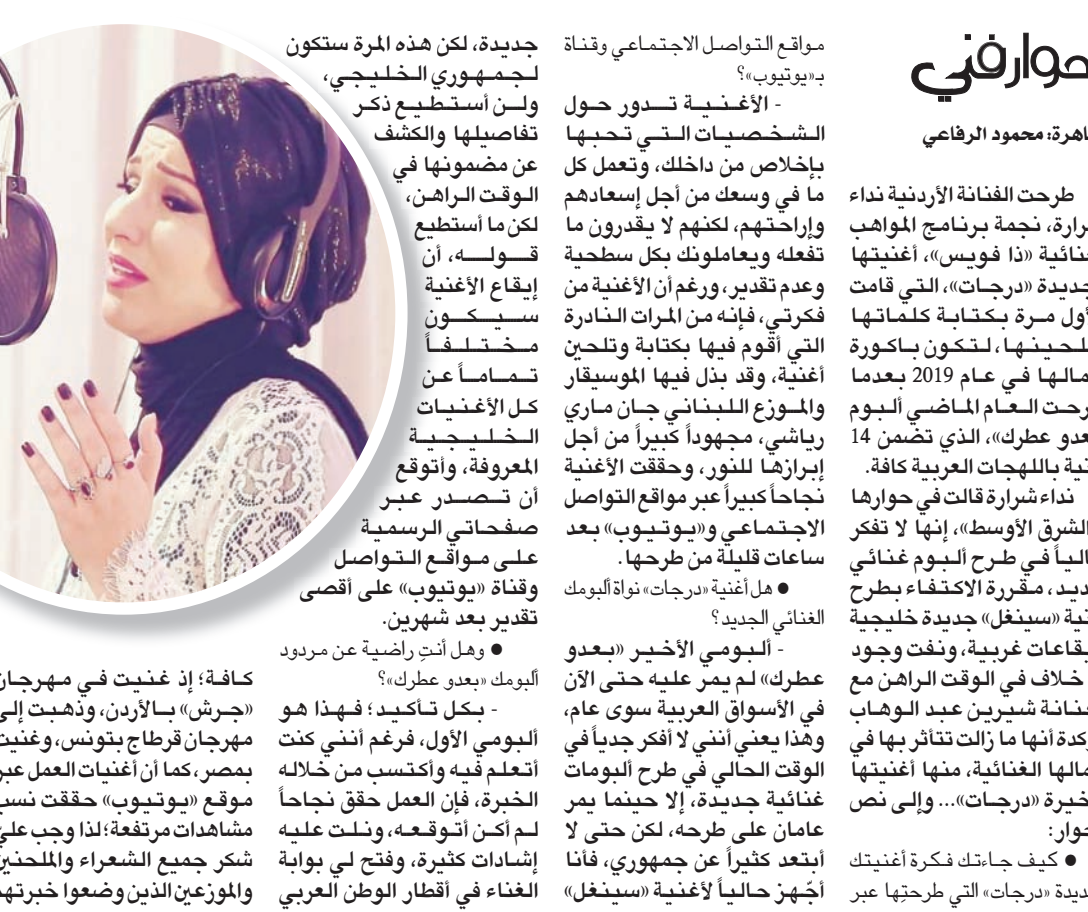 حوار فني
القاهرة: محمود الرفاعي
طرحت الفنانة الأردنية نداء
شرارة، نجمة برنامج المواهب
الغنائية «ذا فويس»، أغنيتها
الجديدة «درجات»، التي قامت
لأول مرة بكتابة كلماتها
وتلحينها، لتكون باكورة
أعمالها في عام 2019 بعدما
طرحت العام الماضي ألبوم
«بعدو عطرك»، الذي تضمن 14
أغنية باللهجات العربية كافة.
نداء شرارة قالت في حوارها
الشرق الأوسط»، إنها لا تفكر
حالياً في طرح ألبوم غنائي
جديد، مقررة الاكتفاء بطرح
أغنية «سينغل» جديدة خليجية
بإيقاعات غربية، ونفت وجود
خلاف في الوقت الراهن مع
الفنانة شيرين عبد الوهاب
مؤكدة أنها ما زالت تتأثر بها في
أعمالها الغنائية، منها أغنيتها
الأخيرة «درجات»... وإلى نص
الحوار:
● كيف جاءتك فكرة أغنيتك
الجديدة «درجات» التي طرحتِها عبر
مواقع التواصل الاجتماعي وقناة
بـ«يوتيوب»؟
- الأغنية تدور حول
الشخصيات التي تحبها
بإخلاص من داخلك، وتعمل كل
ما في وسعك من أجل إسعادهم
وإراحتهم، لكنهم لا يقدرون ما
تفعله ويعاملونك بكل سطحية
وعدم تقدير، ورغم أن الأغنية من
فكرتي، فإنه من المرات النادرة
التي أقوم فيها بكتابة وتلحين
أغنية، وقد بذل فيها الموسيقار
والموزع اللبناني جان ماري
رياشي، مجهوداً كبيراً من أجل
إبرازها للنور، وحققت الأغنية
نجاحاً كبيراً عبر مواقع التواصل
الاجتماعي و«يوتيوب» بعد
ساعات قليلة من طرحها.
● هل أغنية «درجات» نواة ألبومك
الغنائي الجديد؟
- ألبومي الأخير «بعدو
عطرك» لم يمر عليه حتى الآن
في الأسواق العربية سوى عام،
وهذا يعني أنني لا أفكر جدياً في
الوقت الحالي في طرح ألبومات
غنائية جديدة، إلا حينما يمر
عامان على طرحه، لكن حتى لا
أبتعد كثيراً عن جمهوري، فأنا
أجّهز حالياً لأغنية «سينغل»
جديدة، لكن هذه المرة ستكون
لجمهوري الخليجي،
ولن أستطيع ذكر
تفاصيلها والكشف
عن مضمونها في
الوقت الراهن،
لكن ما أستطيع
قوله، أن
إيقاع الأغنية
سيكون
مختلفاً
تماماً عن
كل الأغنيات
الخليجية
المعروفة، وأتوقع
أن تصدر عبر
صفحاتي الرسمية
على مواقع التواصل
وقناة «يوتيوب» على أقصى
تقدير بعد شهرين.
● وهل أنتِ راضية عن مردود
ألبومك «بعدو عطرك»؟
- بكل تأكيد؛ فهذا هو
ألبومي الأول، فرغم أنني كنت
أتعلم فيه وأكتسب من خلاله
الخبرة، فإن العمل حقق نجاحاً
لم أكن أتوقعه، ونلت عليه
إشادات كثيرة، وفتح لي بوابة
الغناء في أقطار الوطن العربي
كافة؛ إذ غنيت في مهرجان
«جرش» بالأردن، وذهبت إلى
مهرجان قرطاج بتونس، وغنيت
بمصر، كما أن أغنيات العمل عبر
موقع «يوتيوب» حققت نسب
مشاهدات مرتفعة؛ لذا وجب عليّ
شكر جميع الشعراء والملحنين
والموزعين الذين وضعوا خبرتهم